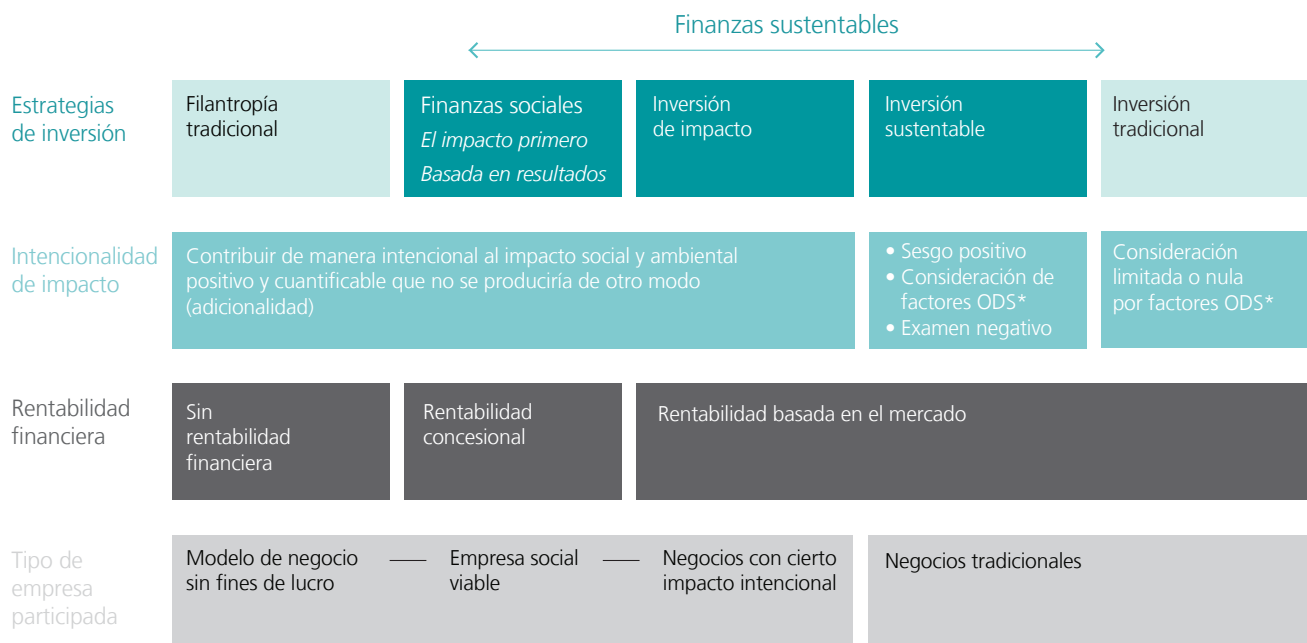 Finanzas sustentables
Estrategias
de inversión
Filantropía
tradicional
Finanzas sociales
El impacto primero
Basada en resultados
Inversión
de impacto
Inversión
sustentable
Inversión
tradicional
Intencionalidad
de impacto
Contribuir de manera intencional al impacto social y ambiental
positivo y cuantificable que no se produciría de otro modo
(adicionalidad)
• Sesgo positivo
• Consideración de
factores ODS*
• Examen negativo
Consideración
limitada o nula
por factores ODS*
Rentabilidad
financiera
Sin
rentabilidad
financiera
Rentabilidad
concesional
Rentabilidad basada en el mercado
Tipo de
empresa
participada
Modelo de negocio
sin fines de lucro
Empresa social
viable
Negocios con cierto
impacto intencional
Negocios tradicionales